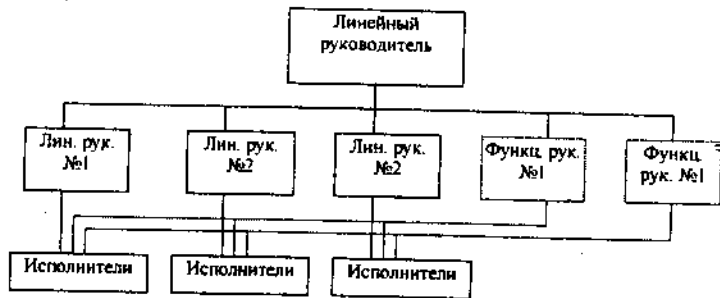 Линейный
руководитель
Лин. рук.
№1
Лин. рук.
№2
Лин. рук.
№2
Функц. рук.
№1
Функц.
рук. №1
Исполнители
Исполнители
Исполнители